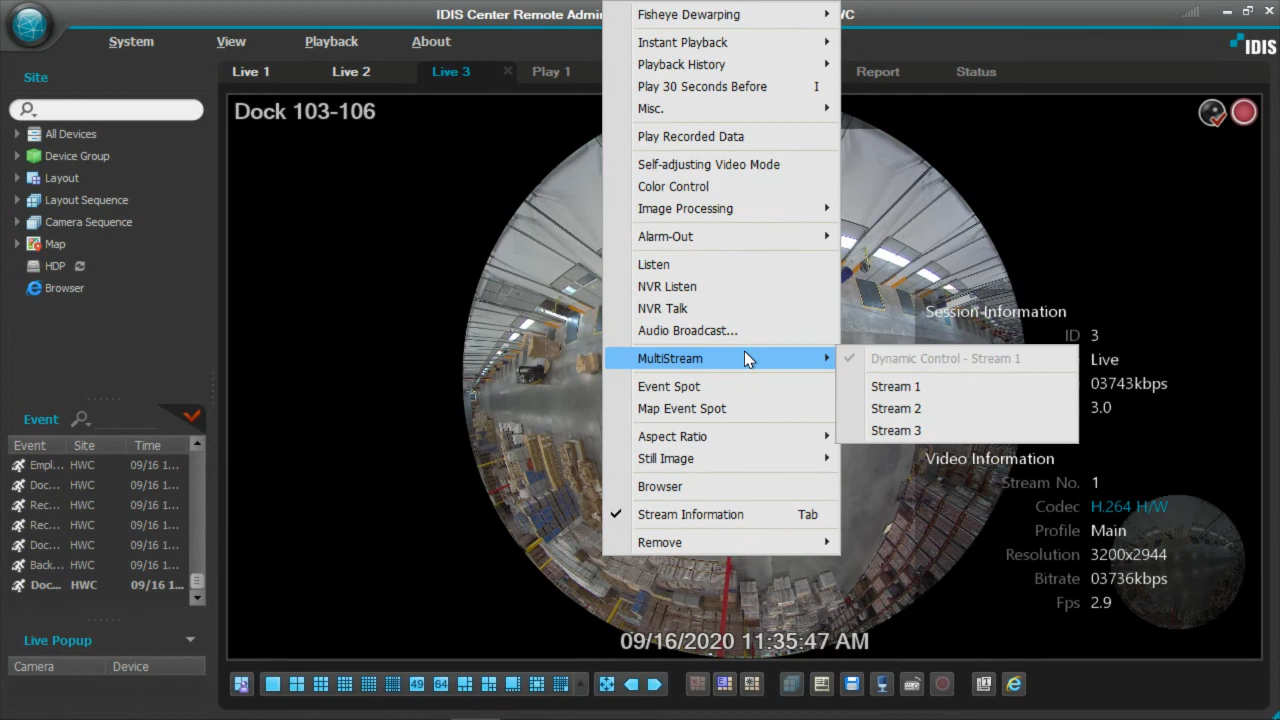 IDIS Center Remote Admin
WC
System
View
Playback
About
IDIS
Site
Live 1
Live 2
Live 3
Play 1
Report
Status
All Devices
Device Group
Layout
Layout Sequence
Camera Sequence
Map
HDP
Browser
Dock 103-106
Fisheye Dewarping
Instant Playback
Playback History
Play 30 Seconds Before I
Misc.
Play Recorded Data
Self-adjusting Video Mode
Color Control
Image Processing
Alarm-Out
Listen
NVR Listen
NVR Talk
Audio Broadcast...
MultiStream
Event Spot
Map Event Spot
Aspect Ratio
Still Image
Browser
Stream Information Tab
Remove
Dynamic Control - Stream 1
Stream 1
Stream 2
Stream 3
Session Information
ID 3
Live
03743kbps
3.0
Video Information
Stream No. 1
Codec H.264 H/W
Profile Main
Resolution 3200x2944
Bitrate 03736kbps
Fps 2.9
09/16/2020 11:35:47 AM
Event
Event Site Time
Empl... HWC 09/16 1...
Doc... HWC 09/16 1...
Rec... HWC 09/16 1...
Rec... HWC 09/16 1...
Doc... HWC 09/16 1...
Back... HWC 09/16 1...
Doc... HWC 09/16 1...
Live Popup
Camera Device
49 64